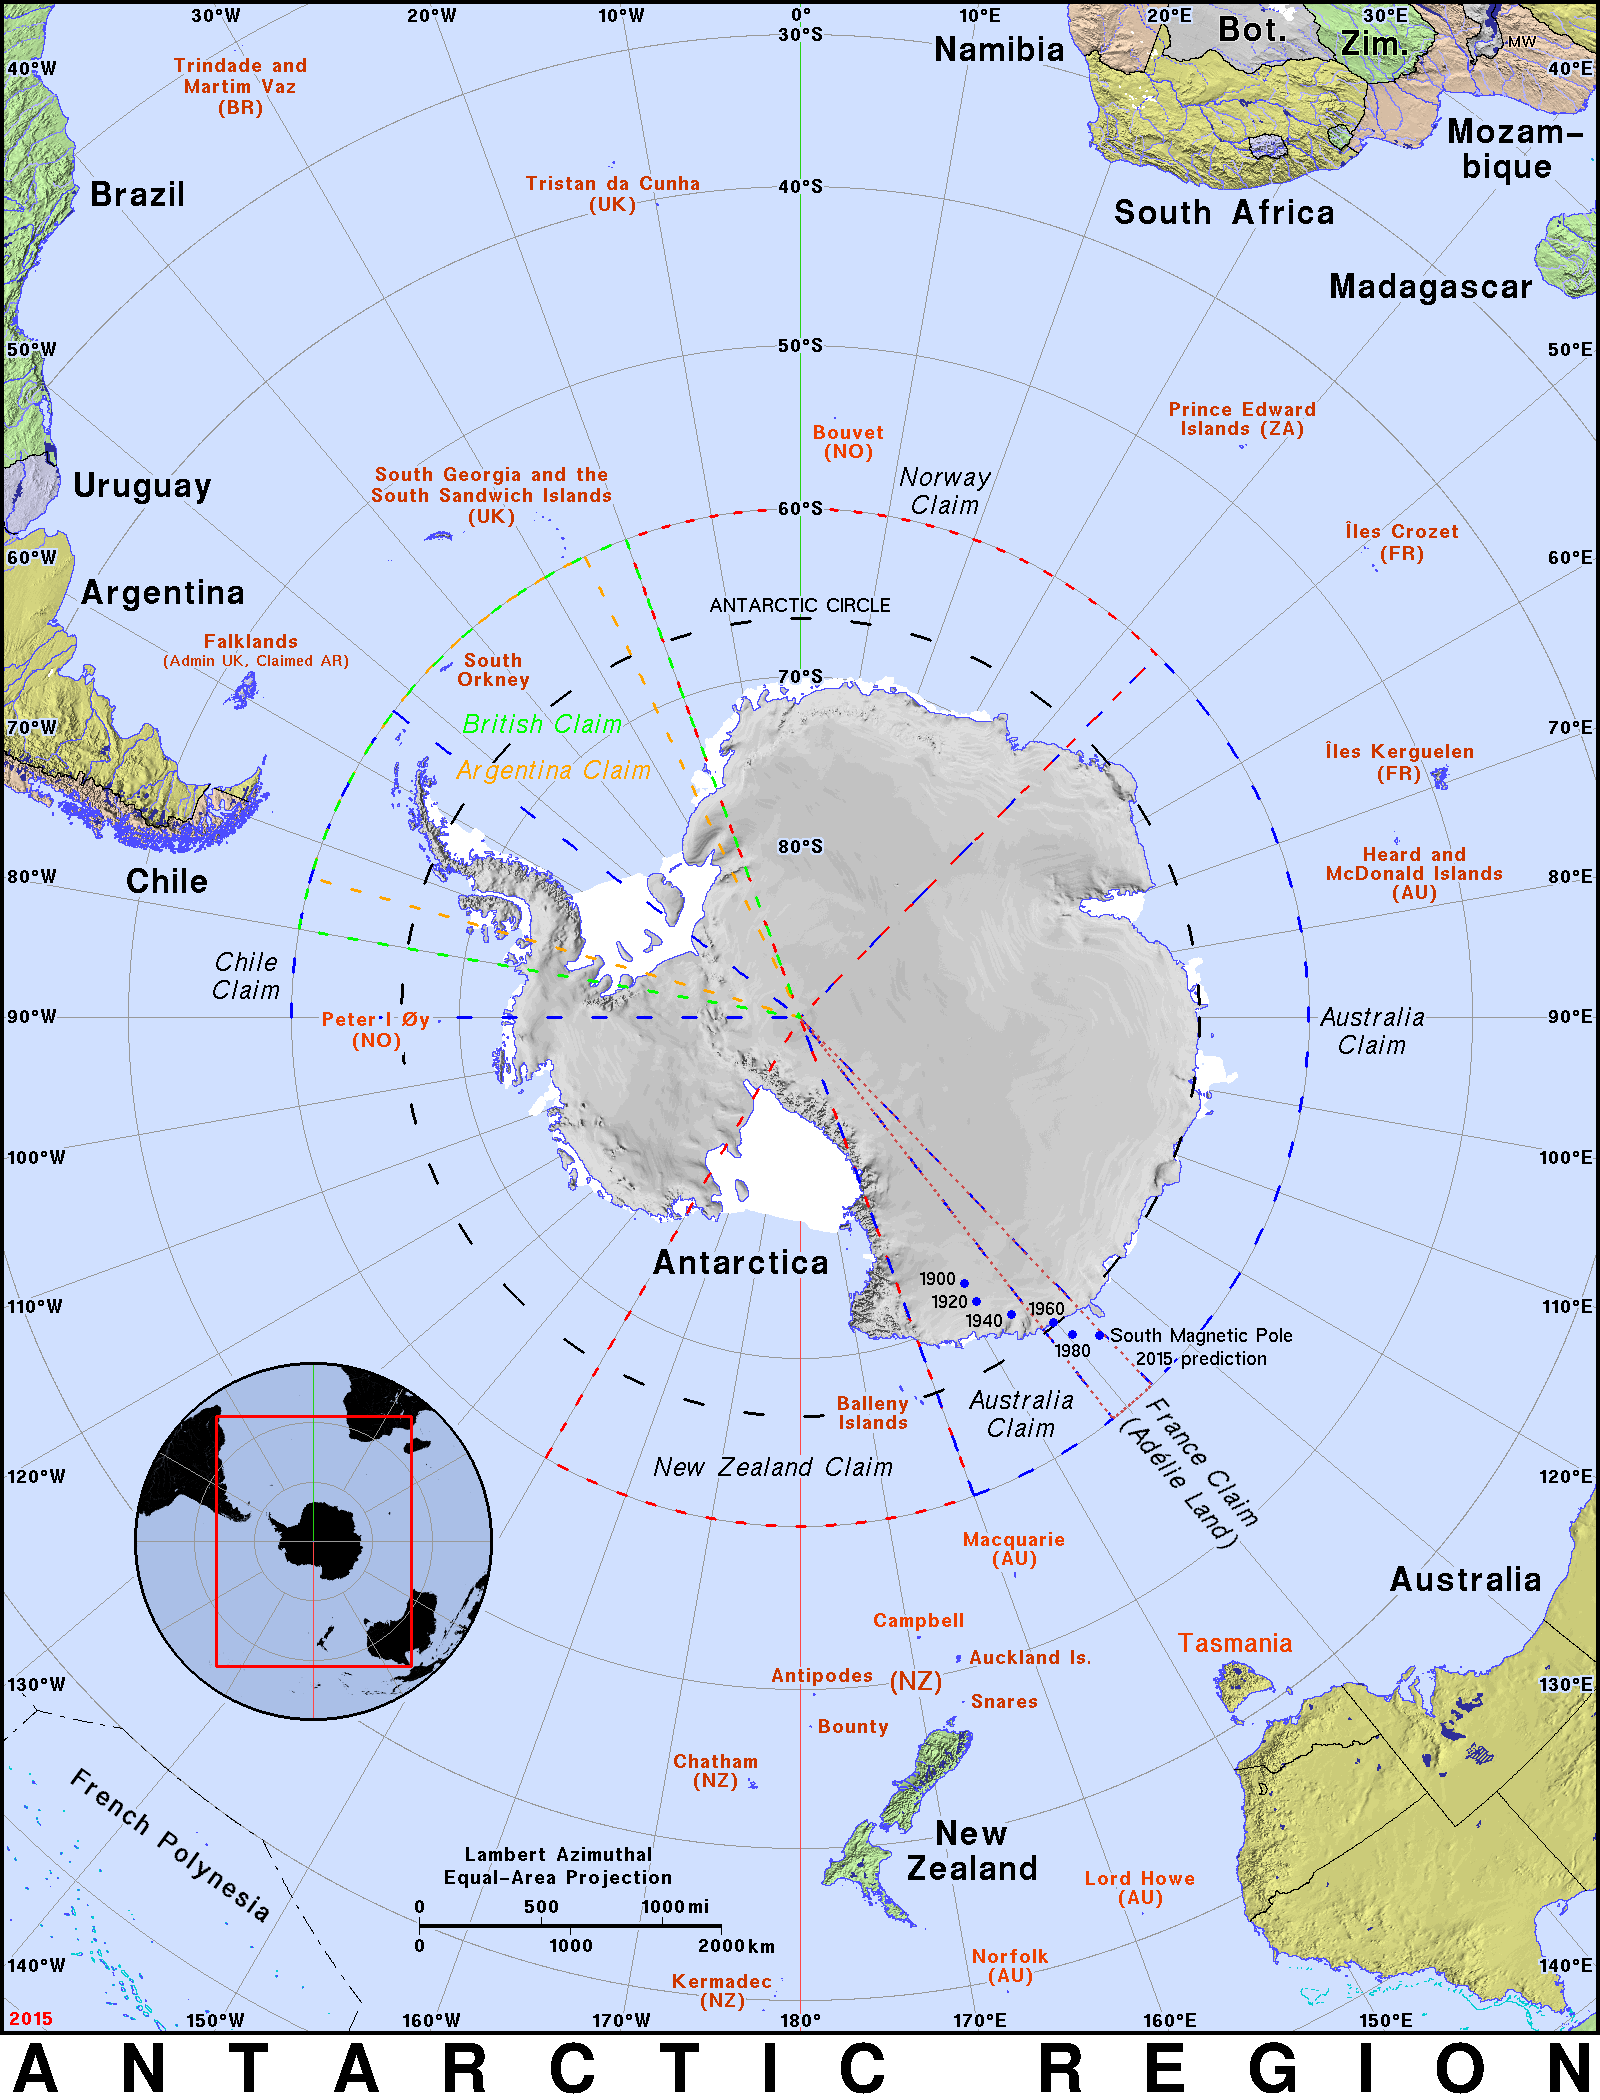 30°W
20°W
10°W
0°
10°E
20°E
30°E
40°W
30°S
40°E
Namibia
Bot.
Zim.
MW
Trindade and
Martim Vaz
(BR)
Mozam–
bique
Brazil
Tristan da Cunha
(UK)
40°S
South Africa
Madagascar
50°W
50°S
50°E
Prince Edward
Islands (ZA)
Bouvet
(NO)
Norway
Claim
Uruguay
South Georgia and the
South Sandwich Islands
(UK)
60°S
Îles Crozet
(FR)
60°W
60°E
Argentina
ANTARCTIC CIRCLE
Falklands
(Admin UK, Claimed AR)
South
Orkney
70°S
70°W
British Claim
70°E
Argentina Claim
Îles Kerguelen
(FR)
80°S
Heard and
McDonald Islands
(AU)
80°W
Chile
80°E
Chile
Claim
90°W
Peter I Øy
(NO)
Australia
Claim
90°E
100°W
100°E
Antarctica
1900
1920
1940
1960
1980
South Magnetic Pole
2015 prediction
110°W
110°E
Balleny
Islands
Australia
Claim
France Claim
(Adélie Land)
New Zealand Claim
120°W
120°E
Macquarie
(AU)
Australia
Campbell
Auckland Is.
Tasmania
Antipodes
(NZ)
Snares
130°W
130°E
Bounty
Chatham
(NZ)
French Polynesia
New
Zealand
Lambert Azimuthal
Equal–Area Projection
0
500
1000 mi
0
1000
2000 km
Lord Howe
(AU)
Norfolk
(AU)
Kermadec
(NZ)
140°W
140°E
2015
150°W
160°W
170°W
180°
170°E
160°E
150°E
ANTARCTIC REGION